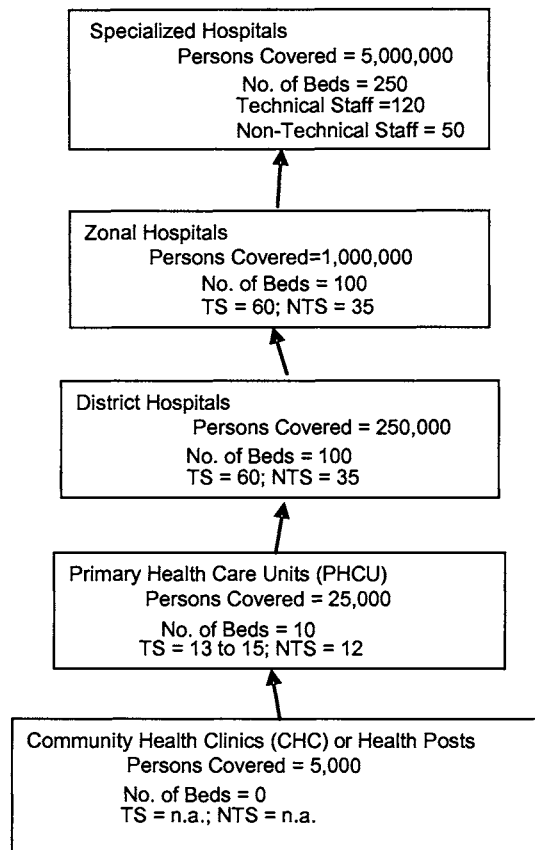 Specialized Hospitals
Persons Covered = 5,000,000
No. of Beds = 250
Technical Staff =120
Non-Technical Staff = 50
Zonal Hospitals
Persons Covered=1,000,000
No. of Beds = 100
TS = 60; NTS = 35
District Hospitals
Persons Covered = 250,000
No. of Beds = 100
TS = 60; NTS = 35
Primary Health Care Units (PHCU)
Persons Covered = 25,000
No. of Beds = 10
TS = 13 to 15; NTS = 12
Community Health Clinics (CHC) or Health Posts
Persons Covered = 5,000
No. of Beds = 0
TS = n.a.; NTS = n.a.